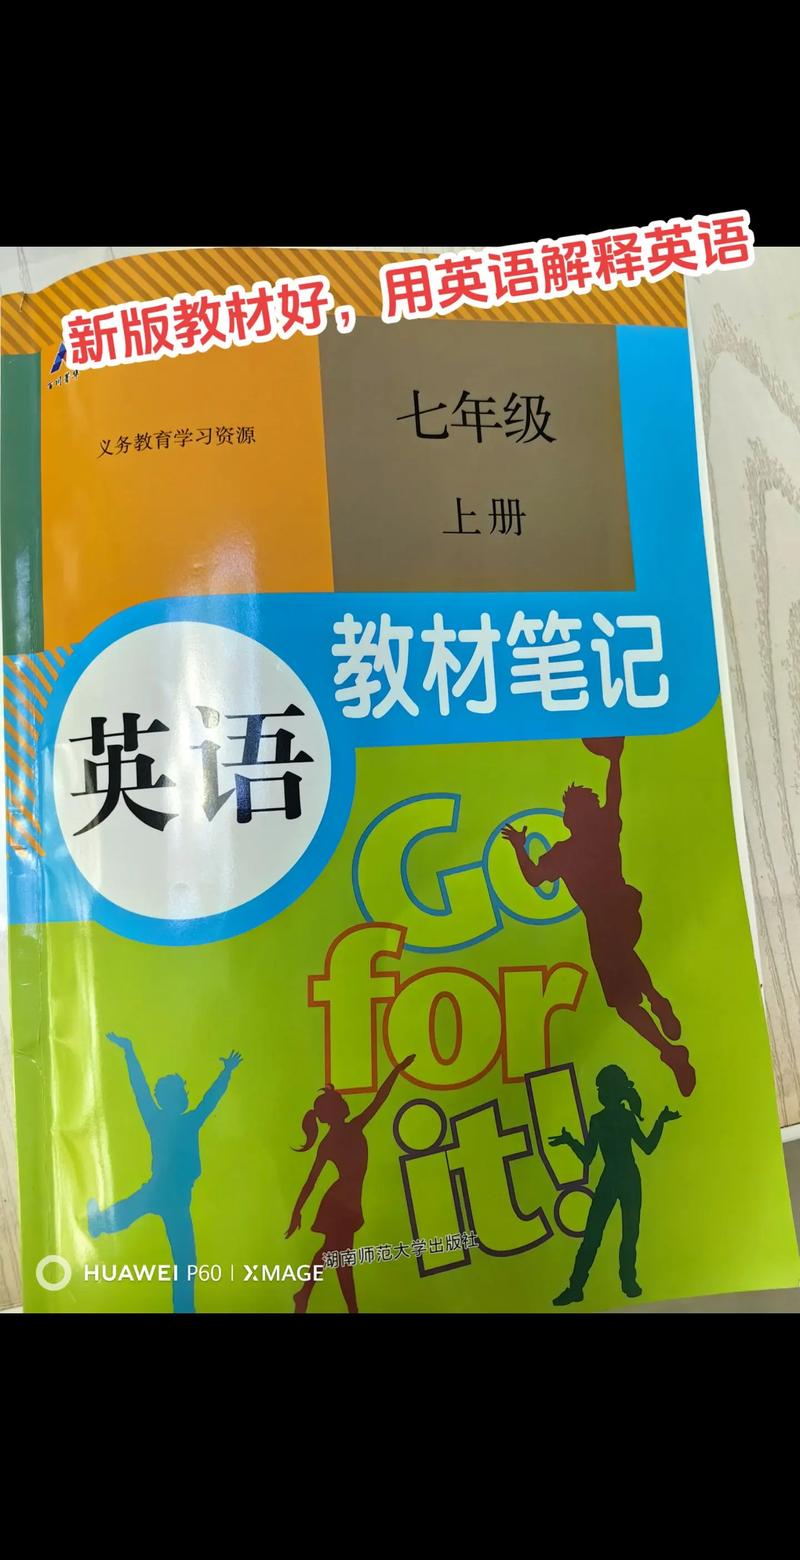 新版教材好，用英语解释英语
义务教育学习资源
七年级
上册
教材笔记
英语
Go
for
it!
湖南师范大学出版社
HUAWEI P60 | XMAGE